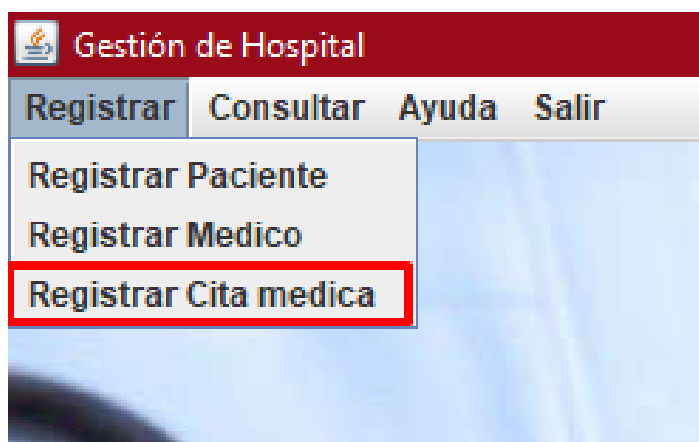 Gestión de Hospital
Registrar Consultar Ayuda Salir
Registrar Paciente
Registrar Medico
Registrar Cita medica